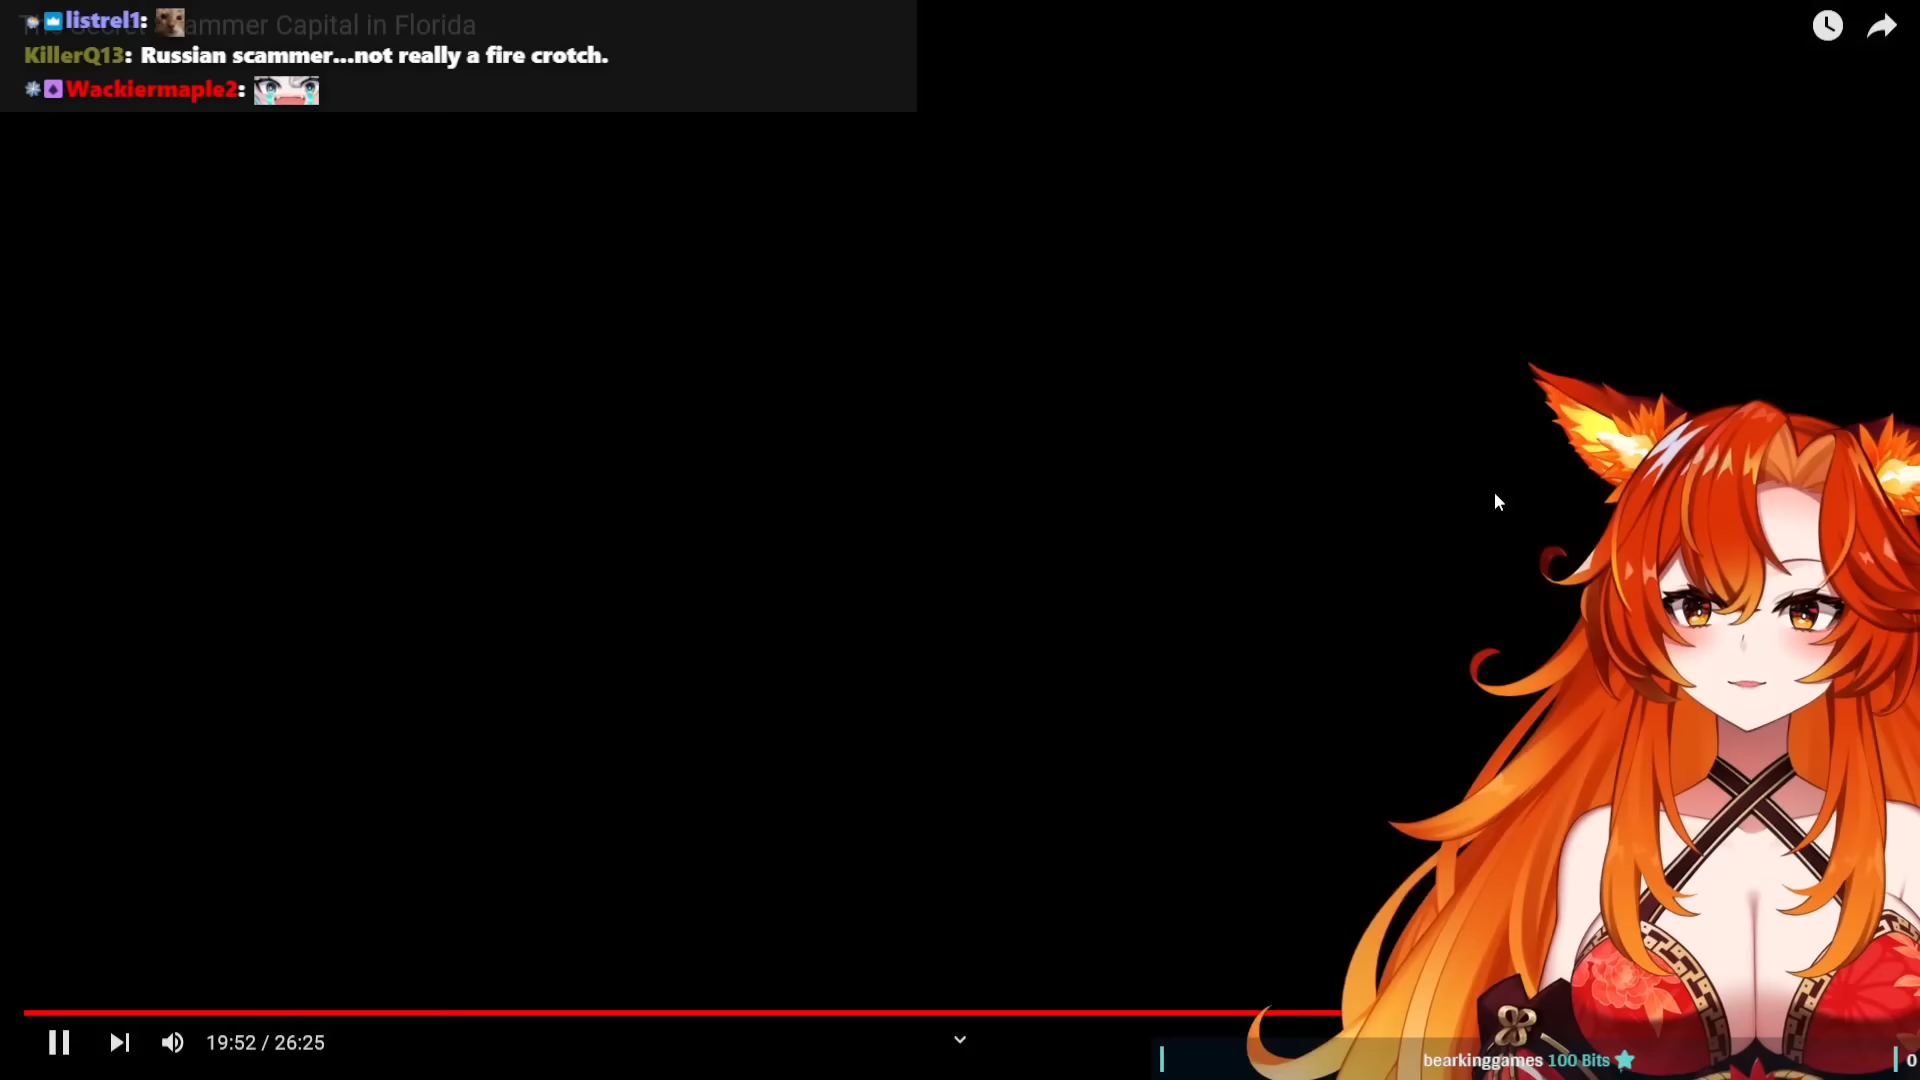 listrel1:
ammer Capital in Florida
KillerQ13: Russian scammer...not really a fire crotch.
Wackiermaple2:
19:52 / 26:25
bearkinggames 100 Bits
0